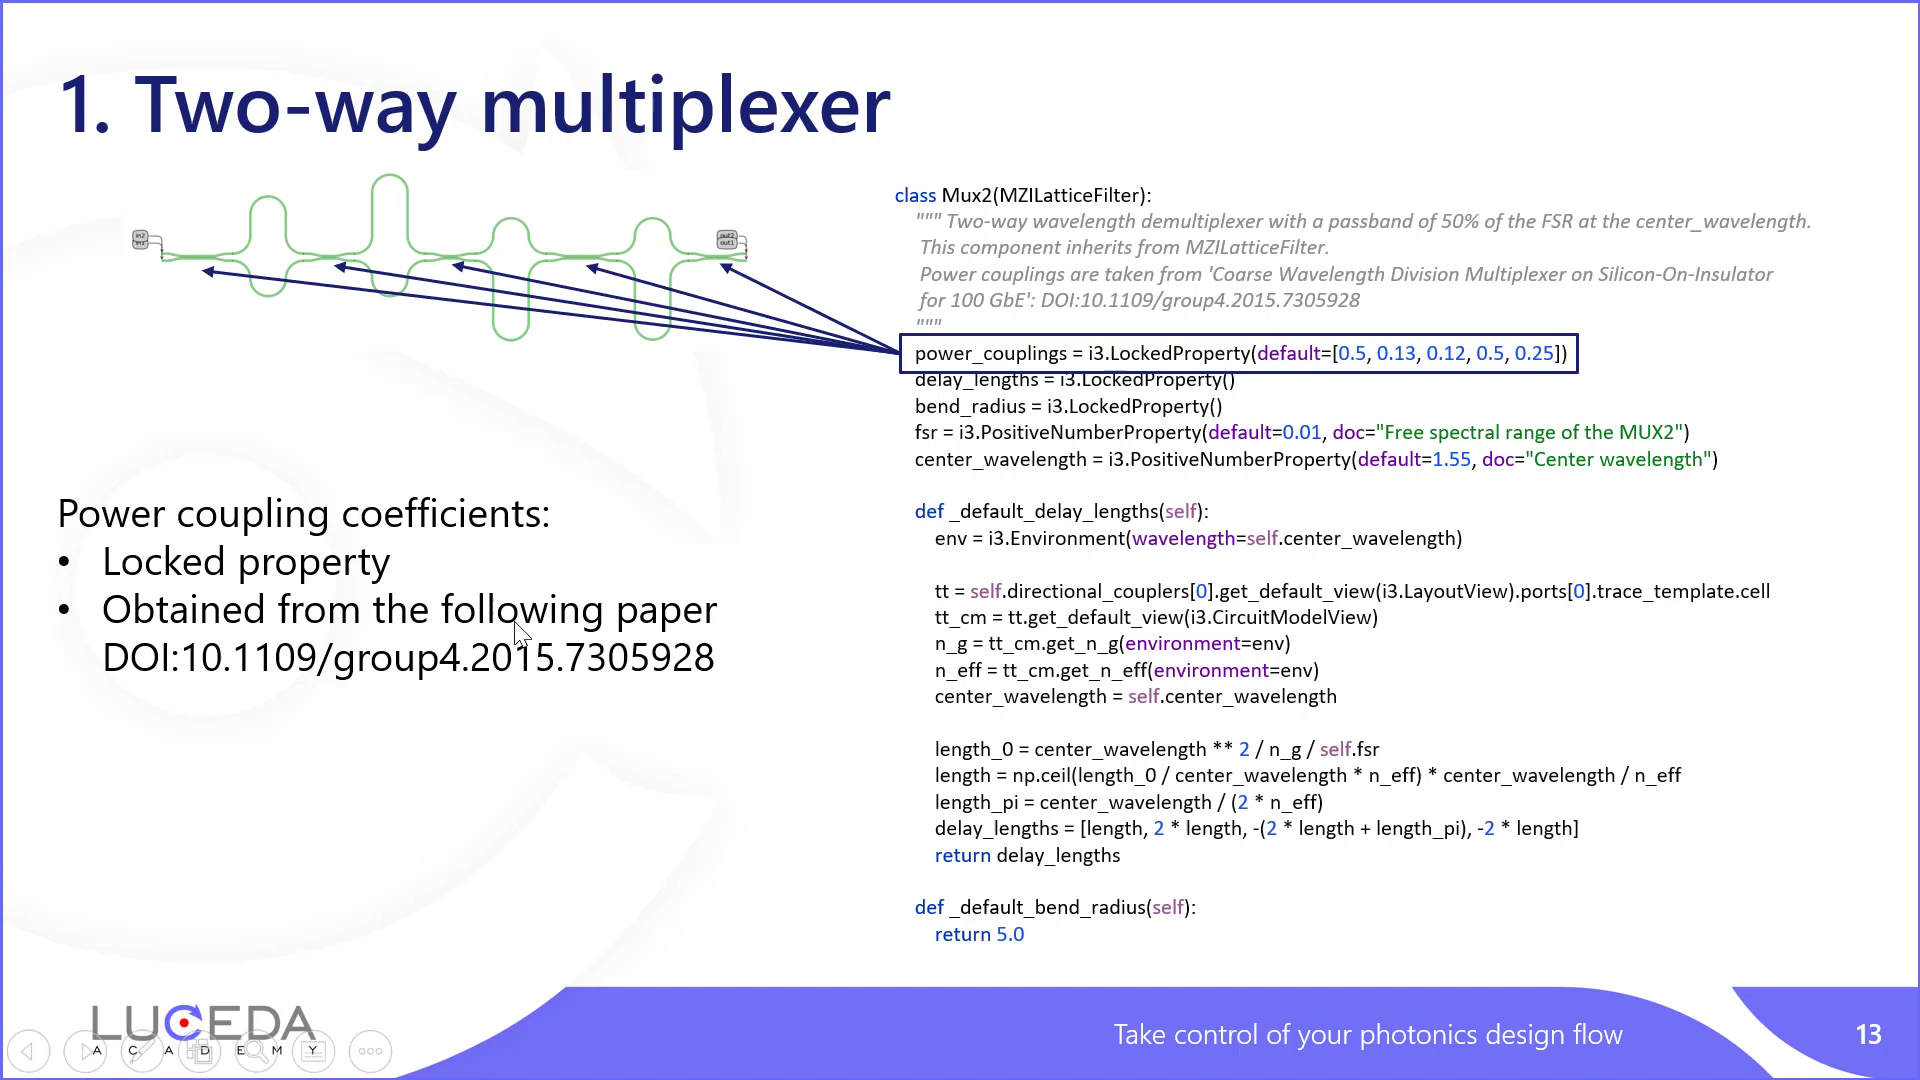 1. Two-way multiplexer
in2
in1
out2
out1
class Mux2(MZILatticeFilter):
""" Two-way wavelength demultiplexer with a passband of 50% of the FSR at the center_wavelength.
This component inherits from MZILatticeFilter.
Power couplings are taken from 'Coarse Wavelength Division Multiplexer on Silicon-On-Insulator
for 100 GbE': DOI:10.1109/group4.2015.7305928
"""
power_couplings = i3.LockedProperty(default=[0.5, 0.13, 0.12, 0.5, 0.25])
delay_lengths = i3.LockedProperty()
bend_radius = i3.LockedProperty()
fsr = i3.PositiveNumberProperty(default=0.01, doc="Free spectral range of the MUX2")
center_wavelength = i3.PositiveNumberProperty(default=1.55, doc="Center wavelength")
def _default_delay_lengths(self):
env = i3.Environment(wavelength=self.center_wavelength)
tt = self.directional_couplers[0].get_default_view(i3.LayoutView).ports[0].trace_template.cell
tt_cm = tt.get_default_view(i3.CircuitModelView)
n_g = tt_cm.get_n_g(environment=env)
n_eff = tt_cm.get_n_eff(environment=env)
center_wavelength = self.center_wavelength
length_0 = center_wavelength ** 2 / n_g / self.fsr
length = np.ceil(length_0 / center_wavelength * n_eff) * center_wavelength / n_eff
length_pi = center_wavelength / (2 * n_eff)
delay_lengths = [length, 2 * length, -(2 * length + length_pi), -2 * length]
return delay_lengths
def _default_bend_radius(self):
return 5.0
Power coupling coefficients:
• Locked property
• Obtained from the following paper
DOI:10.1109/group4.2015.7305928
LUCEDA
ACADEMY
Take control of your photonics design flow
13